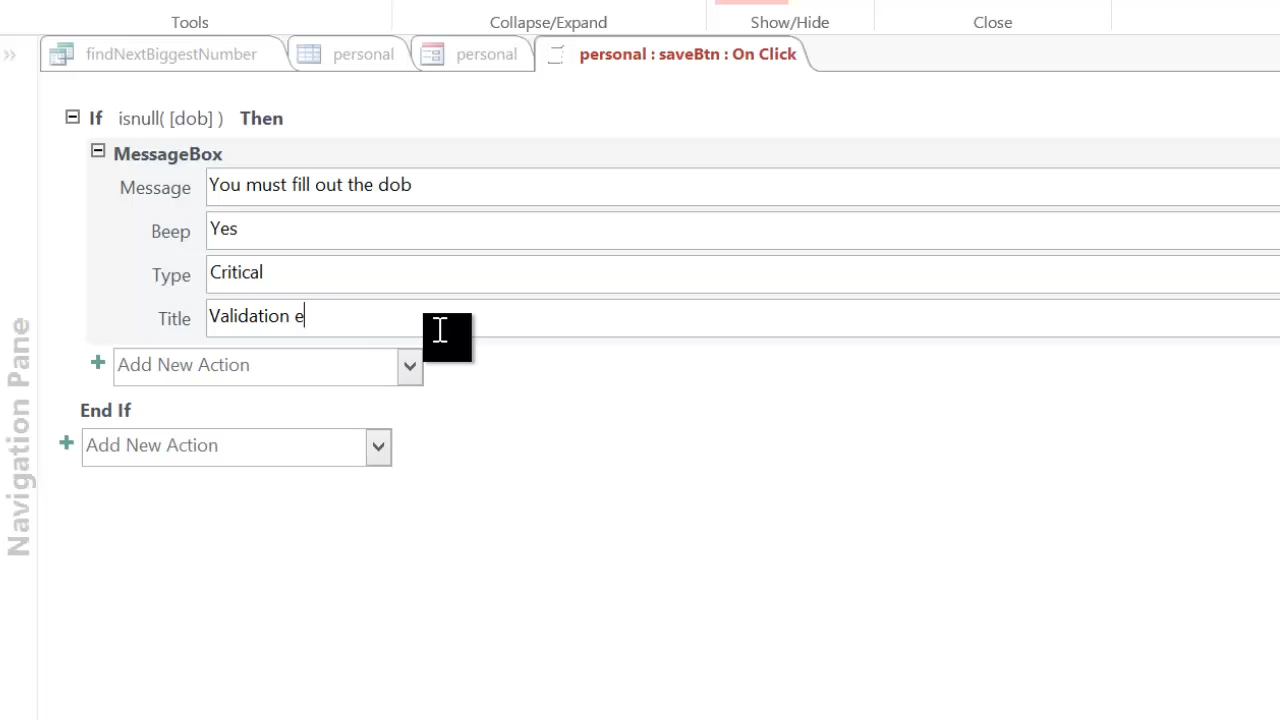 Tools Collapse/Expand Show/Hide Close
findNextBiggestNumber personal personal personal : saveBtn : On Click
If isnull( [dob] ) Then
MessageBox
Message You must fill out the dob
Beep Yes
Type Critical
Title Validation e
Add New Action
End If
Add New Action
Navigation Pane